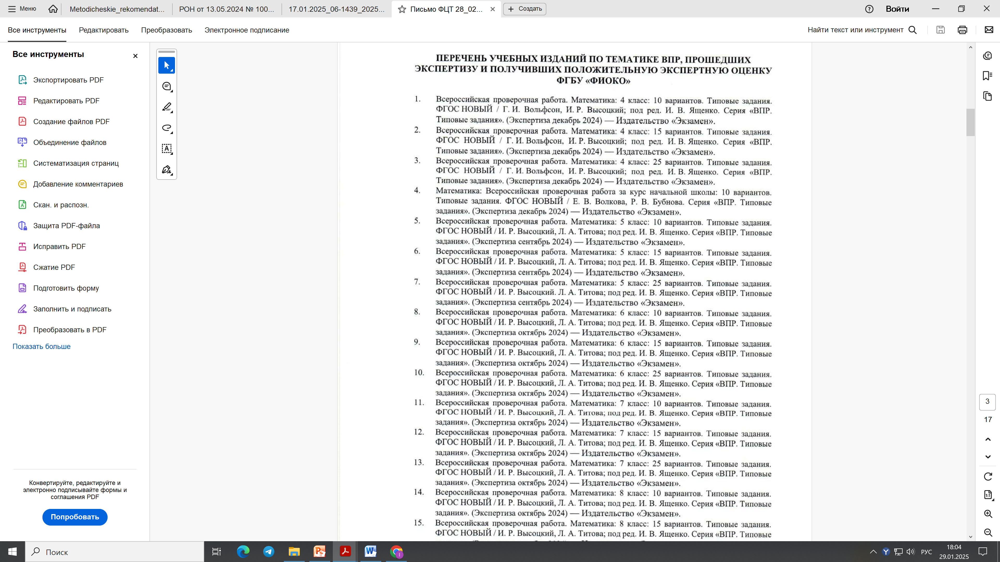 Меню
Metodicheskie_rekomendat...
РОН от 13.05.2024 № 100...
17.01.2025_06-1439_2025...
Письмо ФЦТ 28_02...
Создать
Войти
Все инструменты
Редактировать
Преобразовать
Электронное подписание
Найти текст или инструмент
Все инструменты
Экспортировать PDF
Редактировать PDF
Создание файлов PDF
Объединение файлов
Систематизация страниц
Добавление комментариев
Скан. и распозн.
Защита PDF-файла
Исправить PDF
Сжатие PDF
Подготовить форму
Заполнить и подписать
Преобразовать в PDF
Показать больше
Конвертируйте, редактируйте и
электронно подписывайте формы и
соглашения PDF
Попробовать
ПЕРЕЧЕНЬ УЧЕБНЫХ ИЗДАНИЙ ПО ТЕМАТИКЕ ВПР, ПРОШЕДШИХ
ЭКСПЕРТИЗУ И ПОЛУЧИВШИХ ПОЛОЖИТЕЛЬНУЮ ЭКСПЕРТНУЮ ОЦЕНКУ
ФГБУ «ФИОКО»
1. Всероссийская проверочная работа. Математика: 4 класс: 10 вариантов. Типовые задания.
ФГОС НОВЫЙ / Г. И. Вольфсон, И. Р. Высоцкий; под ред. И. В. Ященко. Серия «ВПР.
Типовые задания». (Экспертиза декабрь 2024) — Издательство «Экзамен».
2. Всероссийская проверочная работа. Математика: 4 класс: 15 вариантов. Типовые задания.
ФГОС НОВЫЙ / Г. И. Вольфсон, И. Р. Высоцкий; под ред. И. В. Ященко. Серия «ВПР.
Типовые задания». (Экспертиза декабрь 2024) — Издательство «Экзамен».
3. Всероссийская проверочная работа. Математика: 4 класс: 25 вариантов. Типовые задания.
ФГОС НОВЫЙ / Г. И. Вольфсон, И. Р. Высоцкий; под ред. И. В. Ященко. Серия «ВПР.
Типовые задания». (Экспертиза декабрь 2024) — Издательство «Экзамен».
4. Математика: Всероссийская проверочная работа за курс начальной школы: 10 вариантов.
Типовые задания. ФГОС НОВЫЙ / Е. В. Волкова, Р. В. Бубнова. Серия «ВПР. Типовые
задания». (Экспертиза декабрь 2024) — Издательство «Экзамен».
5. Всероссийская проверочная работа. Математика: 5 класс: 10 вариантов. Типовые задания.
ФГОС НОВЫЙ / И. Р. Высоцкий, Л. А. Титова; под ред. И. В. Ященко. Серия «ВПР. Типовые
задания». (Экспертиза сентябрь 2024) — Издательство «Экзамен».
6. Всероссийская проверочная работа. Математика: 5 класс: 15 вариантов. Типовые задания.
ФГОС НОВЫЙ / И. Р. Высоцкий, Л. А. Титова; под ред. И. В. Ященко. Серия «ВПР. Типовые
задания». (Экспертиза сентябрь 2024) — Издательство «Экзамен».
7. Всероссийская проверочная работа. Математика: 5 класс: 25 вариантов. Типовые задания.
ФГОС НОВЫЙ / И. Р. Высоцкий. Л. А. Титова; под ред. И. В. Ященко. Серия «ВПР. Типовые
задания». (Экспертиза сентябрь 2024) — Издательство «Экзамен».
8. Всероссийская проверочная работа. Математика: 6 класс: 10 вариантов. Типовые задания.
ФГОС НОВЫЙ / И. Р. Высоцкий, Л. А. Титова; под ред. И. В. Ященко. Серия «ВПР. Типовые
задания». (Экспертиза октябрь 2024) — Издательство «Экзамен».
9. Всероссийская проверочная работа. Математика: 6 класс: 15 вариантов. Типовые задания.
ФГОС НОВЫЙ / И. Р. Высоцкий, Л. А. Титова; под ред. И. В. Ященко. Серия «ВПР. Типовые
задания». (Экспертиза октябрь 2024) — Издательство «Экзамен».
10. Всероссийская проверочная работа. Математика: 6 класс: 25 вариантов. Типовые задания.
ФГОС НОВЫЙ / И. Р. Высоцкий, Л. А. Титова; под ред. И. В. Ященко. Серия «ВПР. Типовые
задания». (Экспертиза октябрь 2024) — Издательство «Экзамен».
11. Всероссийская проверочная работа. Математика: 7 класс: 10 вариантов. Типовые задания.
ФГОС НОВЫЙ / И. Р. Высоцкий, Л. А. Титова; под ред. И. В. Ященко. Серия «ВПР. Типовые
задания». (Экспертиза октябрь 2024) — Издательство «Экзамен».
12. Всероссийская проверочная работа. Математика: 7 класс: 15 вариантов. Типовые задания.
ФГОС НОВЫЙ / И. Р. Высоцкий, Л. А. Титова; под ред. И. В. Ященко. Серия «ВПР. Типовые
задания». (Экспертиза октябрь 2024) — Издательство «Экзамен».
13. Всероссийская проверочная работа. Математика: 7 класс: 25 вариантов. Типовые задания.
ФГОС НОВЫЙ / И. Р. Высоцкий, Л. А. Титова; под ред. И. В. Ященко. Серия «ВПР. Типовые
задания». (Экспертиза октябрь 2024) — Издательство «Экзамен».
14. Всероссийская проверочная работа. Математика: 8 класс: 10 вариантов. Типовые задания.
ФГОС НОВЫЙ / И. Р. Высоцкий, Л. А. Титова; под ред. И. В. Ященко. Серия «ВПР. Типовые
задания». (Экспертиза октябрь 2024) — Издательство «Экзамен».
15. Всероссийская проверочная работа. Математика: 8 класс: 15 вариантов. Типовые задания.
ФГОС НОВЫЙ / И. Р. Высоцкий, Л. А. Титова; под ред. И. В. Ященко. Серия «ВПР. Типовые
3
17
Поиск
РУС
18:04
29.01.2025